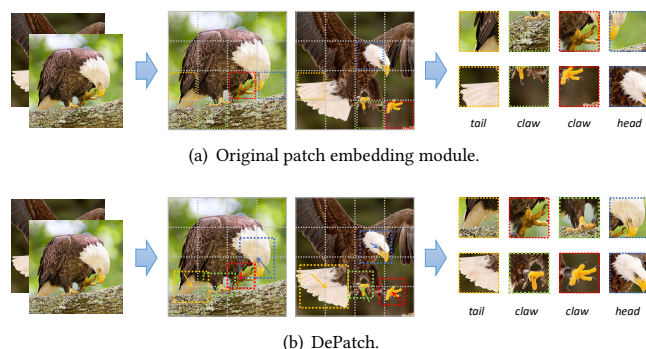 tail claw claw head
(a) Original patch embedding module.
tail claw claw head
(b) DePatch.